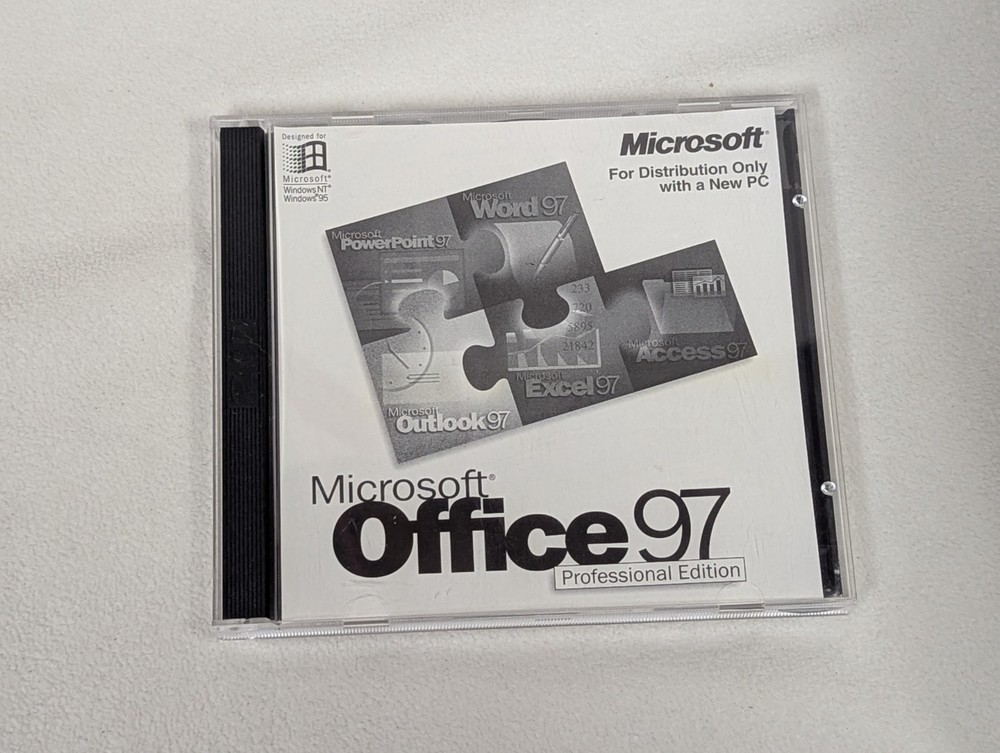 Designed for
Microsoft®
Windows NT®
Windows®95
Microsoft®
For Distribution Only
with a New PC
Microsoft
Word 97
Microsoft
PowerPoint 97
233
720
5895
21842
Microsoft
Access 97
Microsoft
Excel 97
Microsoft
Outlook 97
Microsoft®
Office 97
Professional Edition